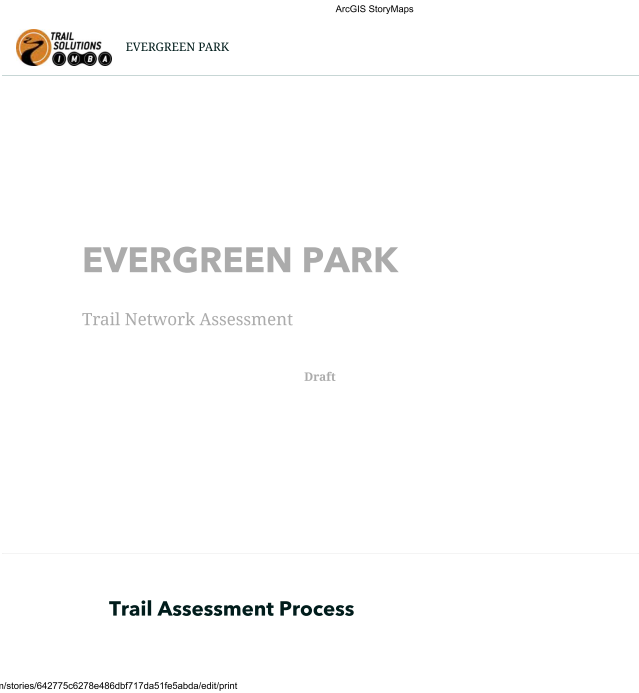 ArcGIS StoryMaps
TRAIL
SOLUTIONS
IMBA
EVERGREEN PARK
EVERGREEN PARK
Trail Network Assessment
Draft
Trail Assessment Process
/stories/642775c6278e486dbf717da51fe5abda/edit/print